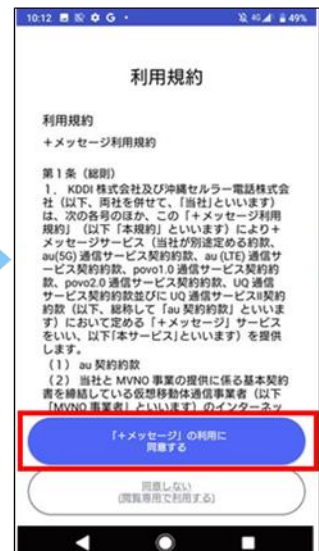 10:12 G 4G 49%
利用規約
利用規約
+メッセージ利用規約
第1条(総則)
1. KDDI 株式会社及び沖縄セルラー電話株式会
社(以下、両社を併せて、「当社」といいます)
は、次の各号のほか、この「+メッセージ利用
規約」(以下「本規約」といいます)により+
メッセージサービス(当社が別途定める約款、
au(5G) 通信サービス契約約款、au (LTE) 通信サ
ービス契約約款、povo1.0 通信サービス契約約
款、povo2.0 通信サービス契約約款、UQ 通信
サービス契約約款並びに UQ 通信サービスII契約
約款(以下、総称して「au 契約約款」といいま
す)において定める「+メッセージ」サービス
をいい、以下「本サービス」といいます)を提供
します。
(1) au 契約約款
(2) 当社と MVNO 事業の提供に係る基本契約
書を締結している仮想移動体通信事業者(以下
「MVNO 事業者」といいます)のインターネッ
「+メッセージ」の利用に
同意する
同意しない
(閲覧専用で利用する)